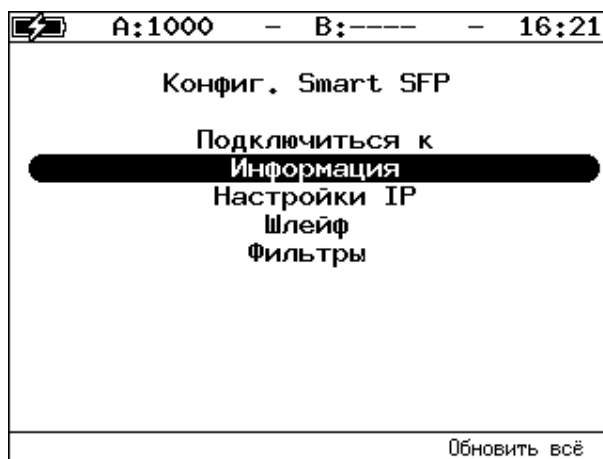 A:1000 – B:---- – 16:21
Конфиг. Smart SFP
Подключиться к
Информация
Настройки IP
Шлейф
Фильтры
Обновить всё